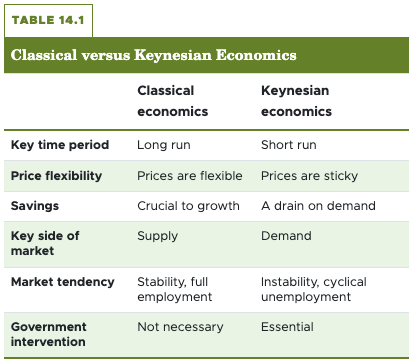 TABLE 14.1
Classical versus Keynesian Economics
Classical economics Keynesian economics
Key time period Long run Short run
Price flexibility Prices are flexible Prices are sticky
Savings Crucial to growth A drain on demand
Key side of market Supply Demand
Market tendency Stability, full employment Instability, cyclical unemployment
Government intervention Not necessary Essential